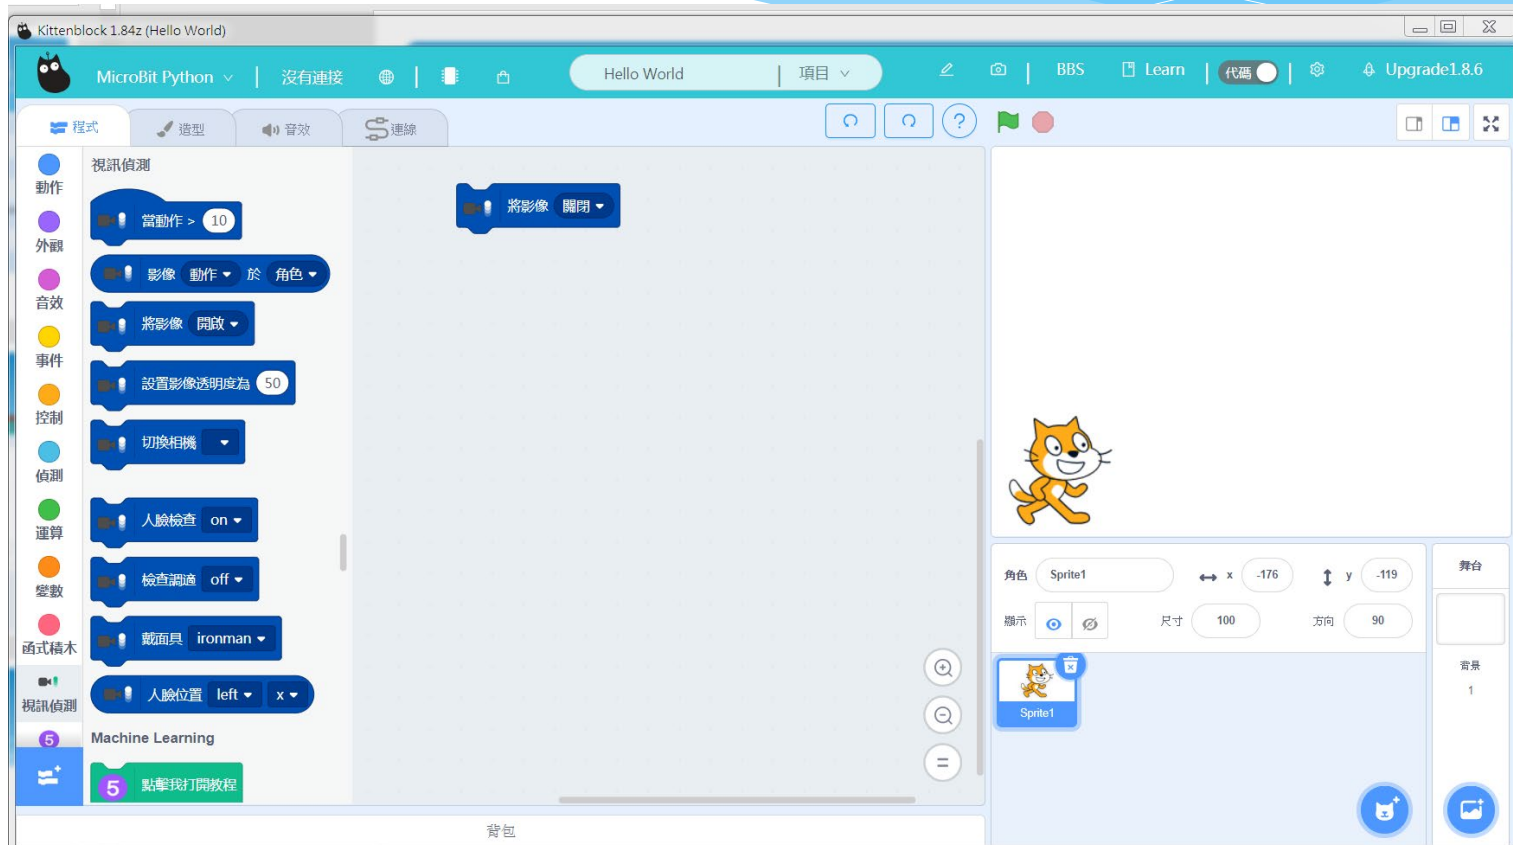 Kittenblock 1.84z (Hello World)
MicroBit Python 沒有連接 Hello World 項目 BBS Learn 代碼 Upgrade1.8.6
程式 造型 音效 連線
動作
外觀
音效
事件
控制
偵測
運算
變數
函式積木
視訊偵測
5
視訊偵測
當動作 > 10
影像 動作 於 角色
將影像 開啟
設置影像透明度為 50
切換相機
人臉檢查 on
檢查調適 off
戴面具 ironman
人臉位置 left x
Machine Learning
5 點擊我打開教程
將影像 關閉
背包
角色 Sprite1 x -176 y -119
顯示 尺寸 100 方向 90
Sprite1
舞台
背景
1